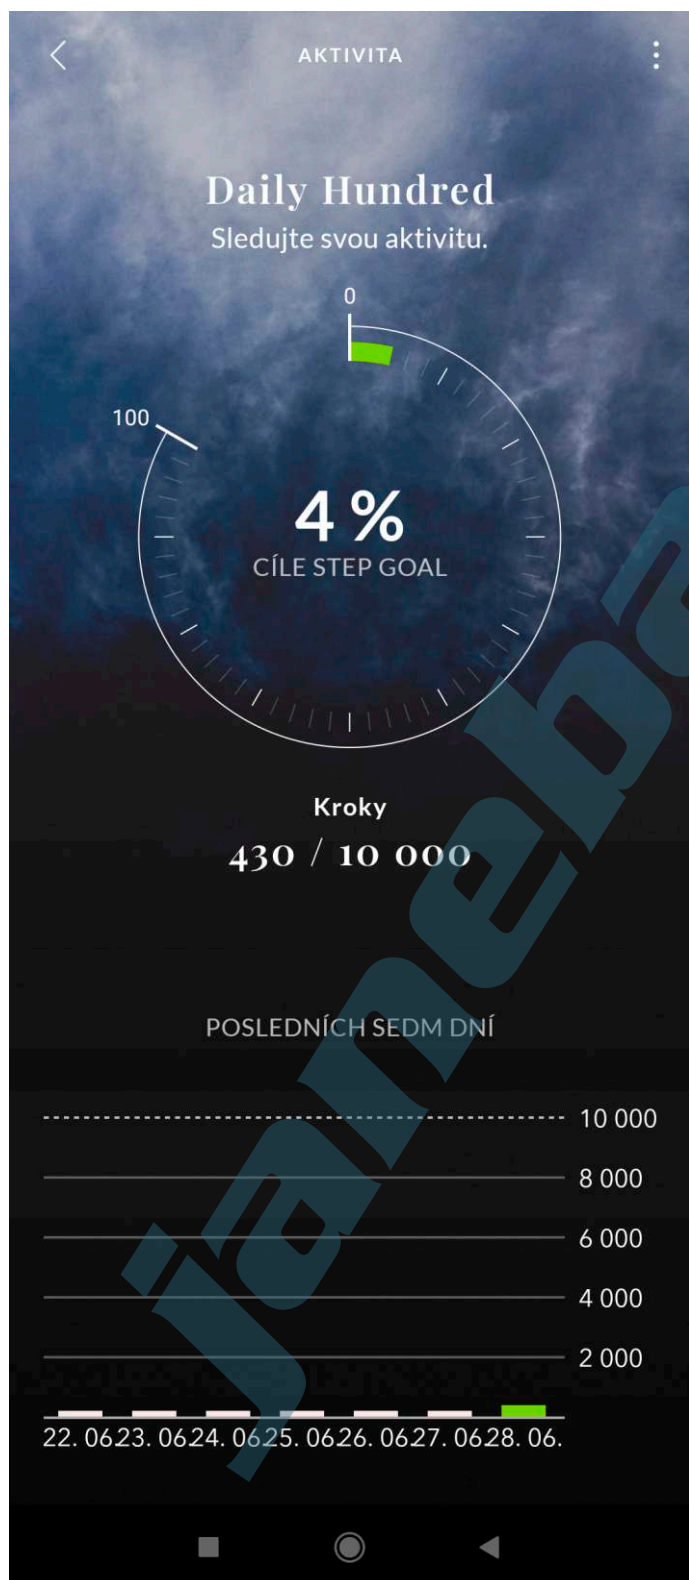 AKTIVITA
Daily Hundred
Sledujte svou aktivitu.
0
100
4 %
CÍLE STEP GOAL
Kroky
430 / 10 000
POSLEDNÍCH SEDM DNÍ
10 000
8 000
6 000
4 000
2 000
22. 06.23. 06.24. 06.25. 06.26. 06.27. 06.28. 06.
janeba